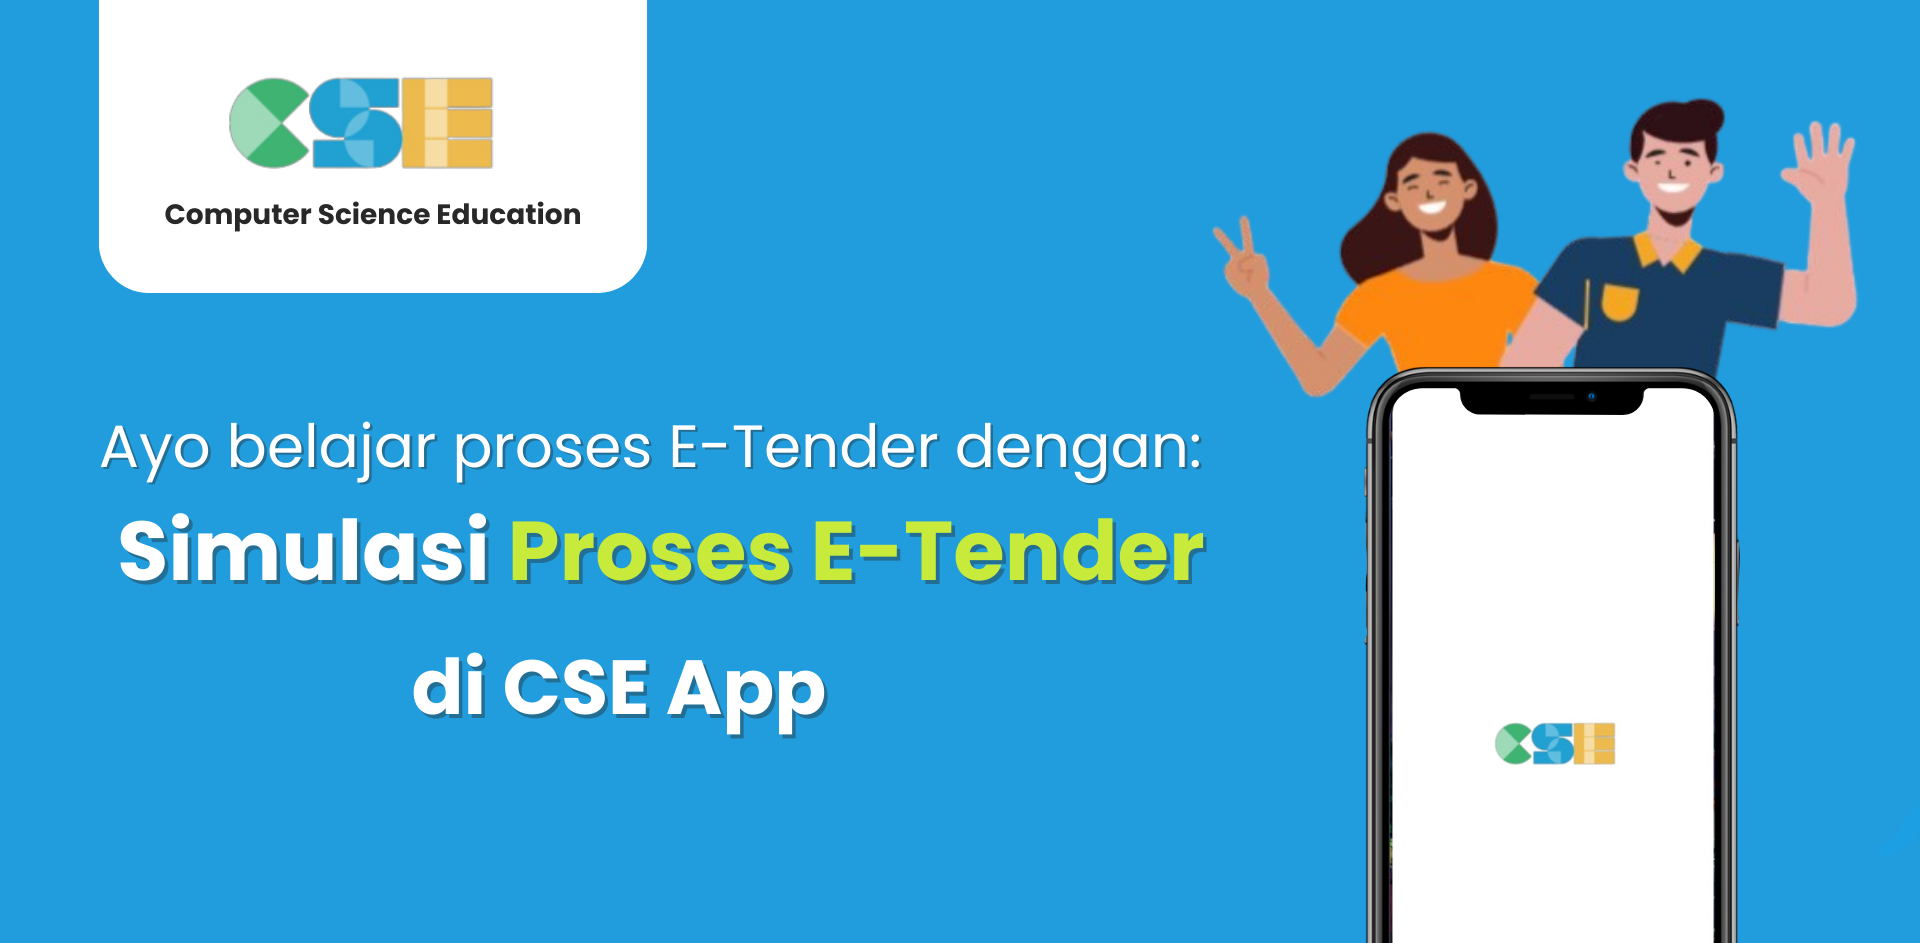 CSE
Computer Science Education
Ayo belajar proses E-Tender dengan:
Simulasi Proses E-Tender
di CSE App
CSE